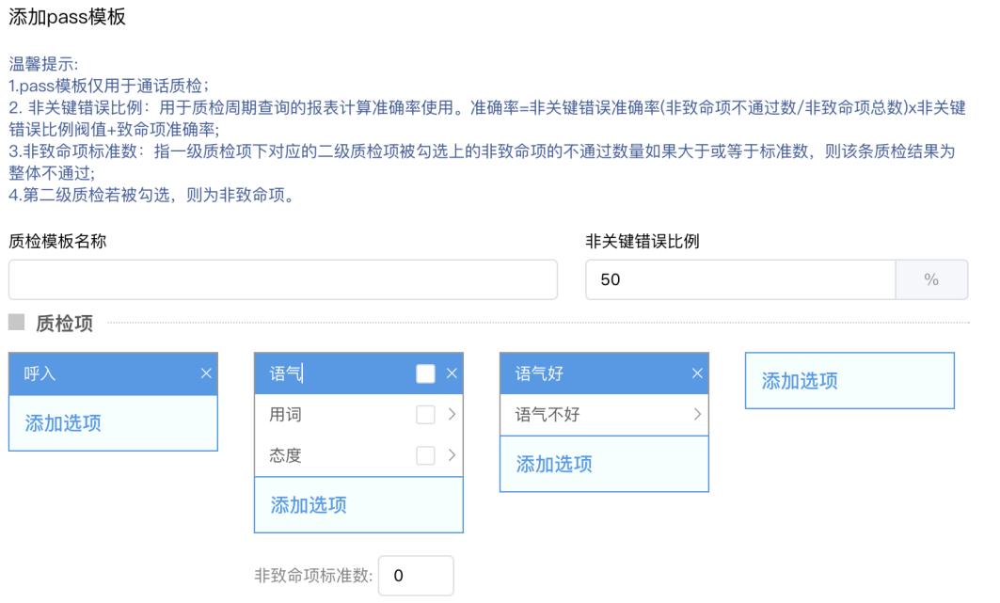 添加pass模板
温馨提示:
1.pass模板仅用于通话质检；
2. 非关键错误比例：用于质检周期查询的报表计算准确率使用。准确率=非关键错误准确率(非致命项不通过数/非致命项总数)x非关键
错误比例阀值+致命项准确率;
3.非致命项标准数：指一级质检项下对应的二级质检项被勾选上的非致命项的不通过数量如果大于或等于标准数，则该条质检结果为
整体不通过;
4.第二级质检若被勾选，则为非致命项。
质检模板名称 非关键错误比例
50 %
质检项
呼入 语气 语气好 添加选项
添加选项 用词 语气不好
态度 添加选项
添加选项
非致命项标准数: 0